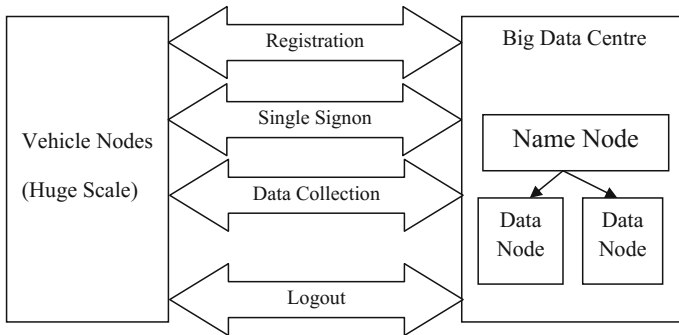 Vehicle Nodes
(Huge Scale)
Registration
Single Signon
Data Collection
Logout
Big Data Centre
Name Node
Data
Node
Data
Node